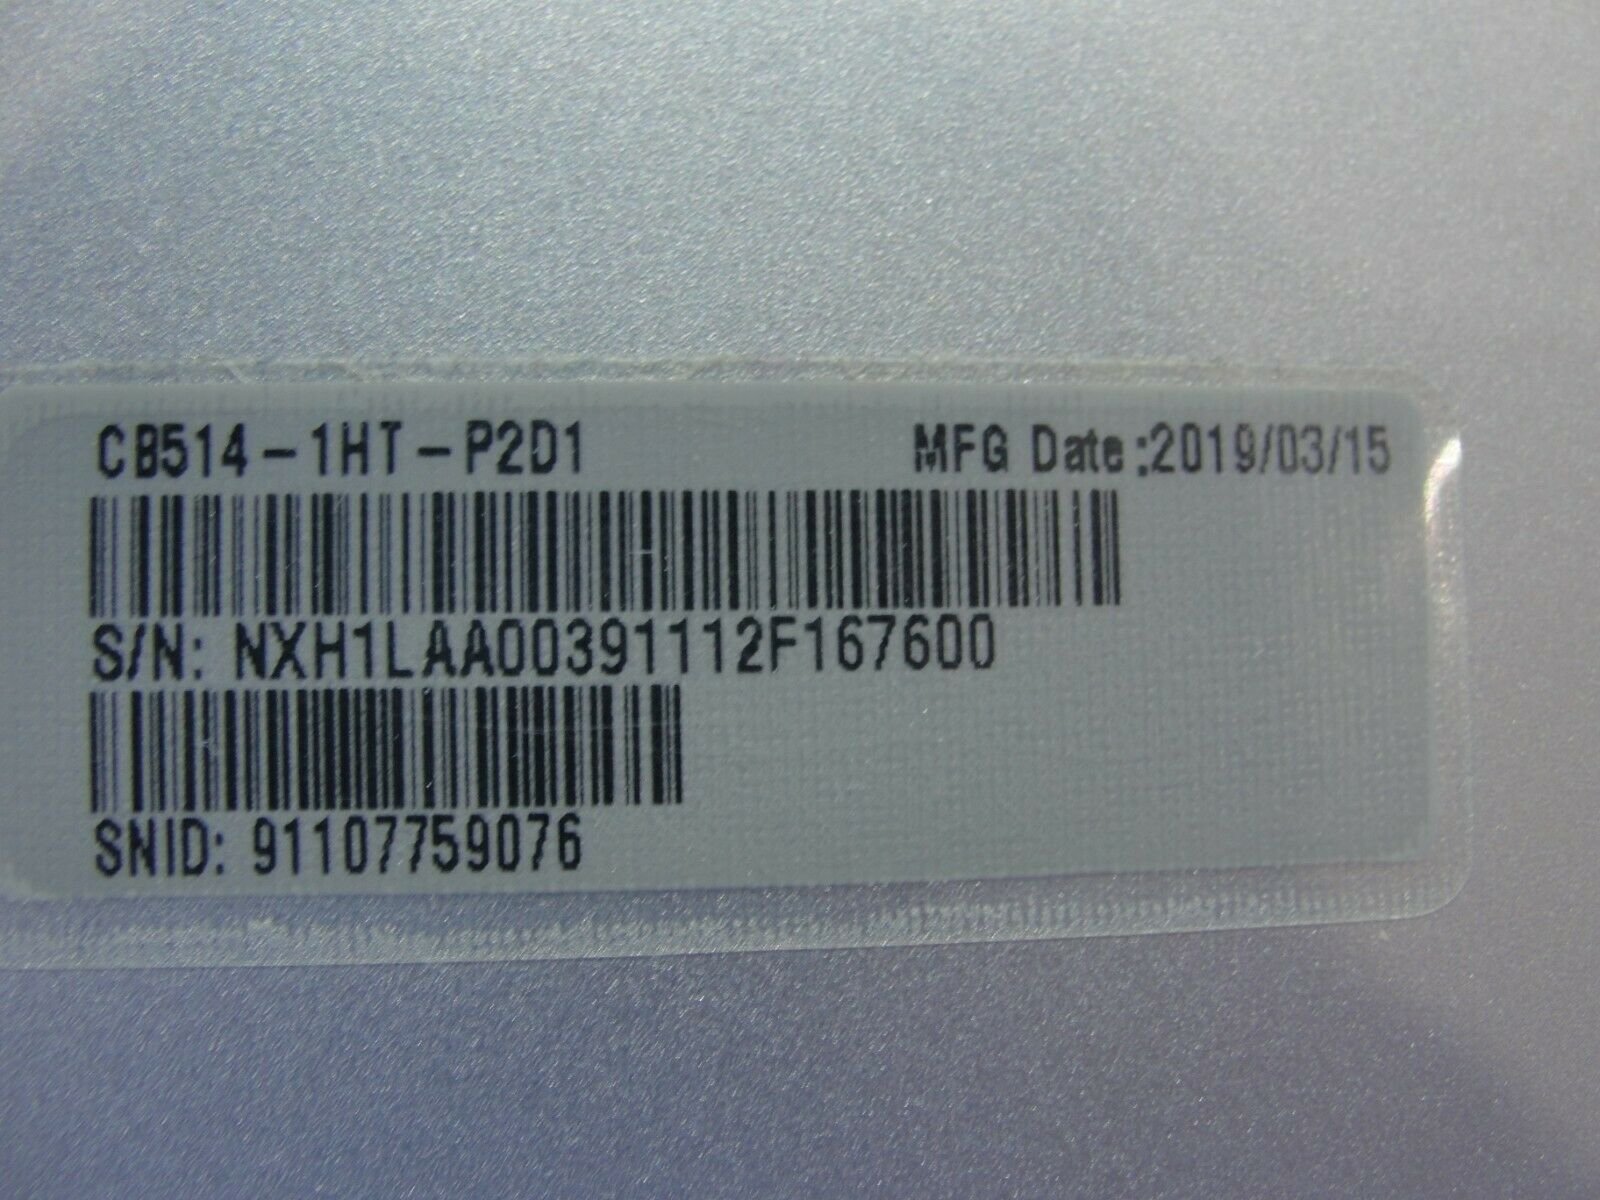 CB514-1HT-P2D1 MFG Date:2019/03/15
S/N: NXH1LAA00391112F167600
SNID: 91107759076